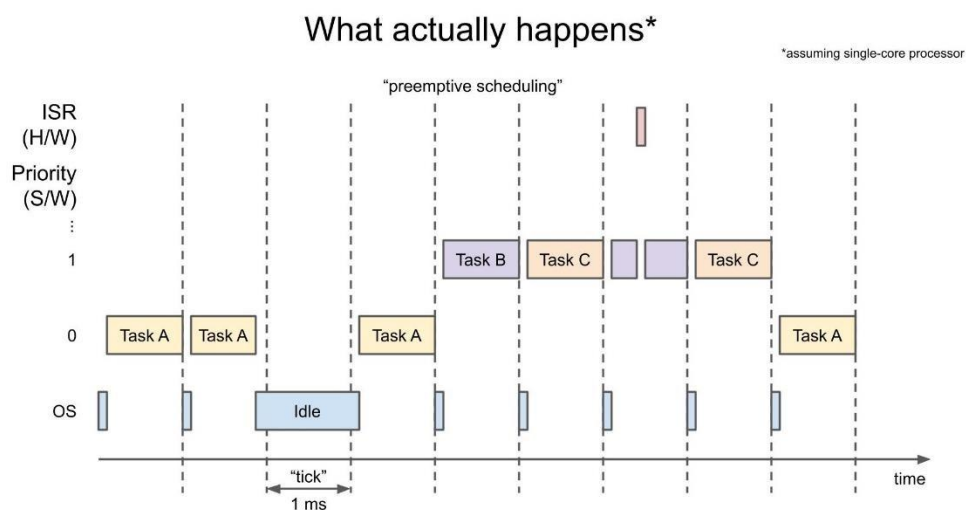 What actually happens*
*assuming single-core processor
“preemptive scheduling”
ISR
(H/W)
Priority
(S/W)
...
1
Task B
Task C
Task C
0
Task A
Task A
Task A
Task A
OS
Idle
“tick”
1 ms
time